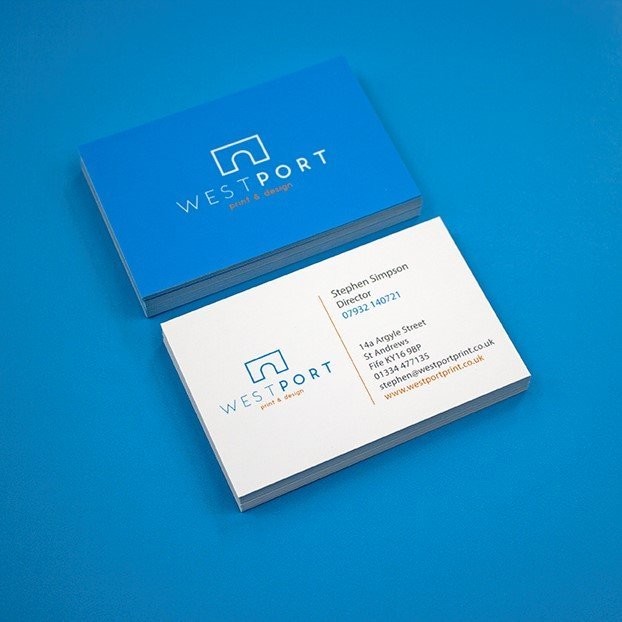 WESTPORT
print & design
Stephen Simpson
Director
07932 140721
14a Argyle Street
St Andrews
Fife KY16 9BP
01334 477135
stephen@westportprint.co.uk
www.westportprint.co.uk
WESTPORT
print & design